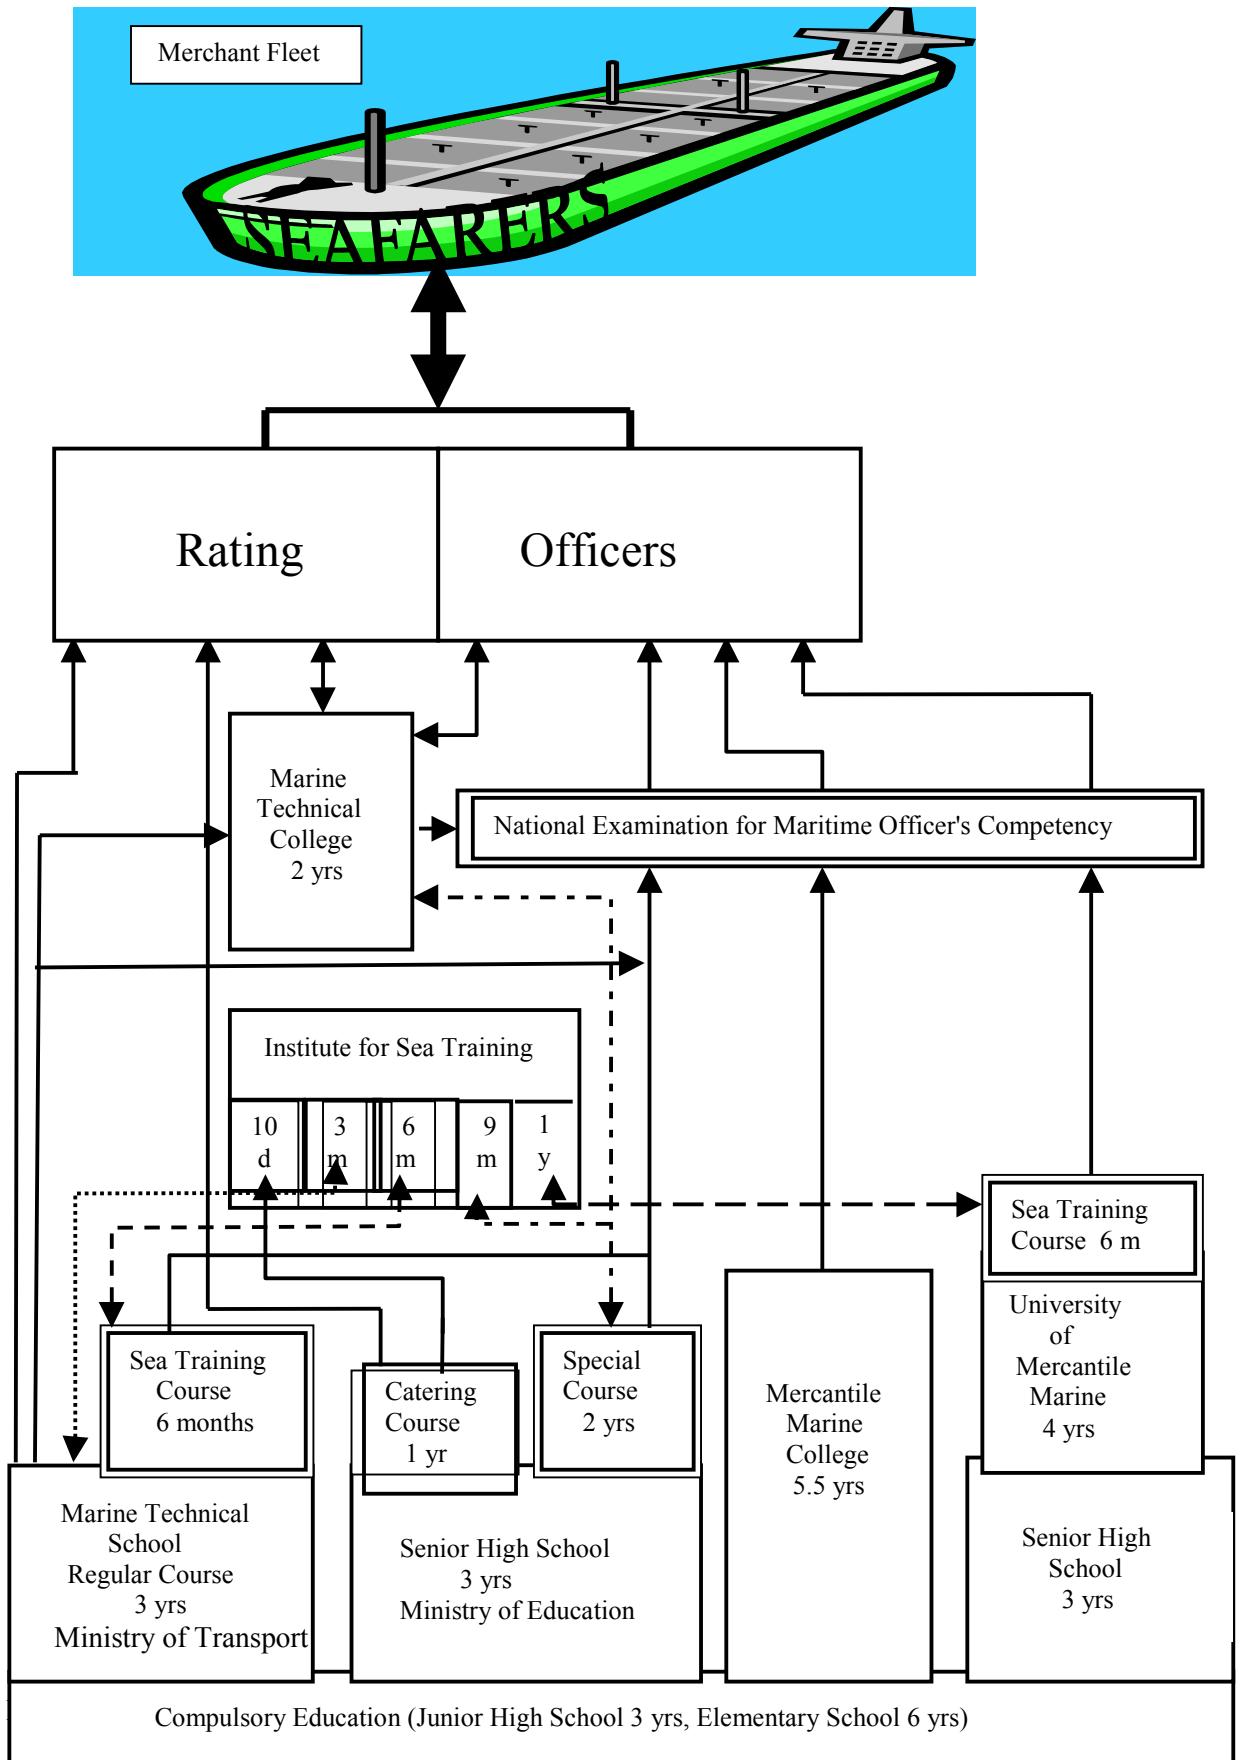 Merchant Fleet
SEAFARERS
Rating
Officers
Marine
Technical
College
2 yrs
National Examination for Maritime Officer's Competency
Institute for Sea Training
10
d
3
m
6
m
9
m
1
y
Sea Training
Course 6 m
University
of
Mercantile
Marine
4 yrs
Sea Training
Course
6 months
Catering
Course
1 yr
Special
Course
2 yrs
Mercantile
Marine
College
5.5 yrs
Marine Technical
School
Regular Course
3 yrs
Ministry of Transport
Senior High School
3 yrs
Ministry of Education
Senior High
School
3 yrs
Compulsory Education (Junior High School 3 yrs, Elementary School 6 yrs)